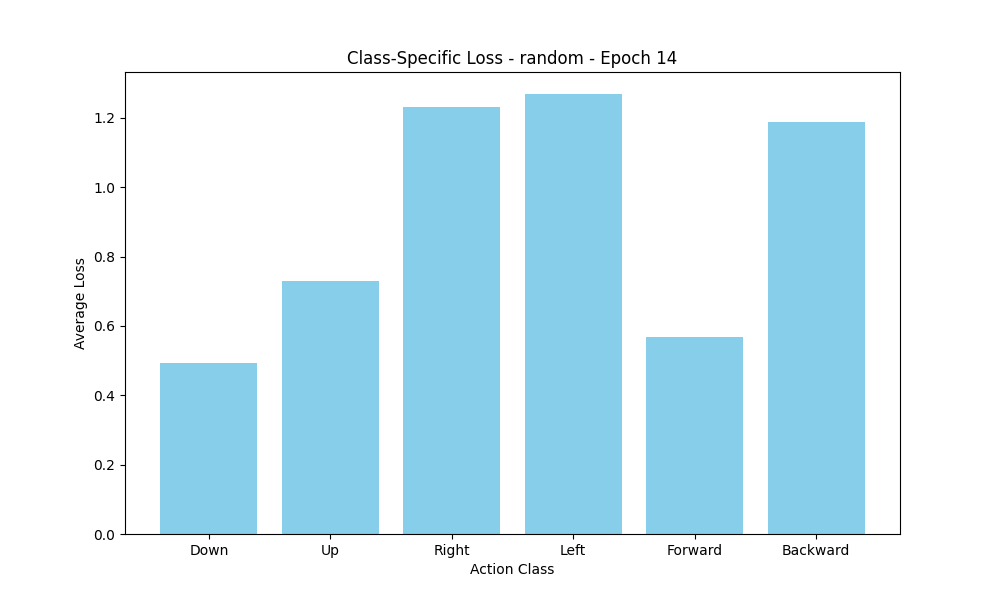 Class-Specific Loss - random - Epoch 14
Average Loss
1.2
1.0
0.8
0.6
0.4
0.2
0.0
Down Up Right Left Forward Backward
Action Class